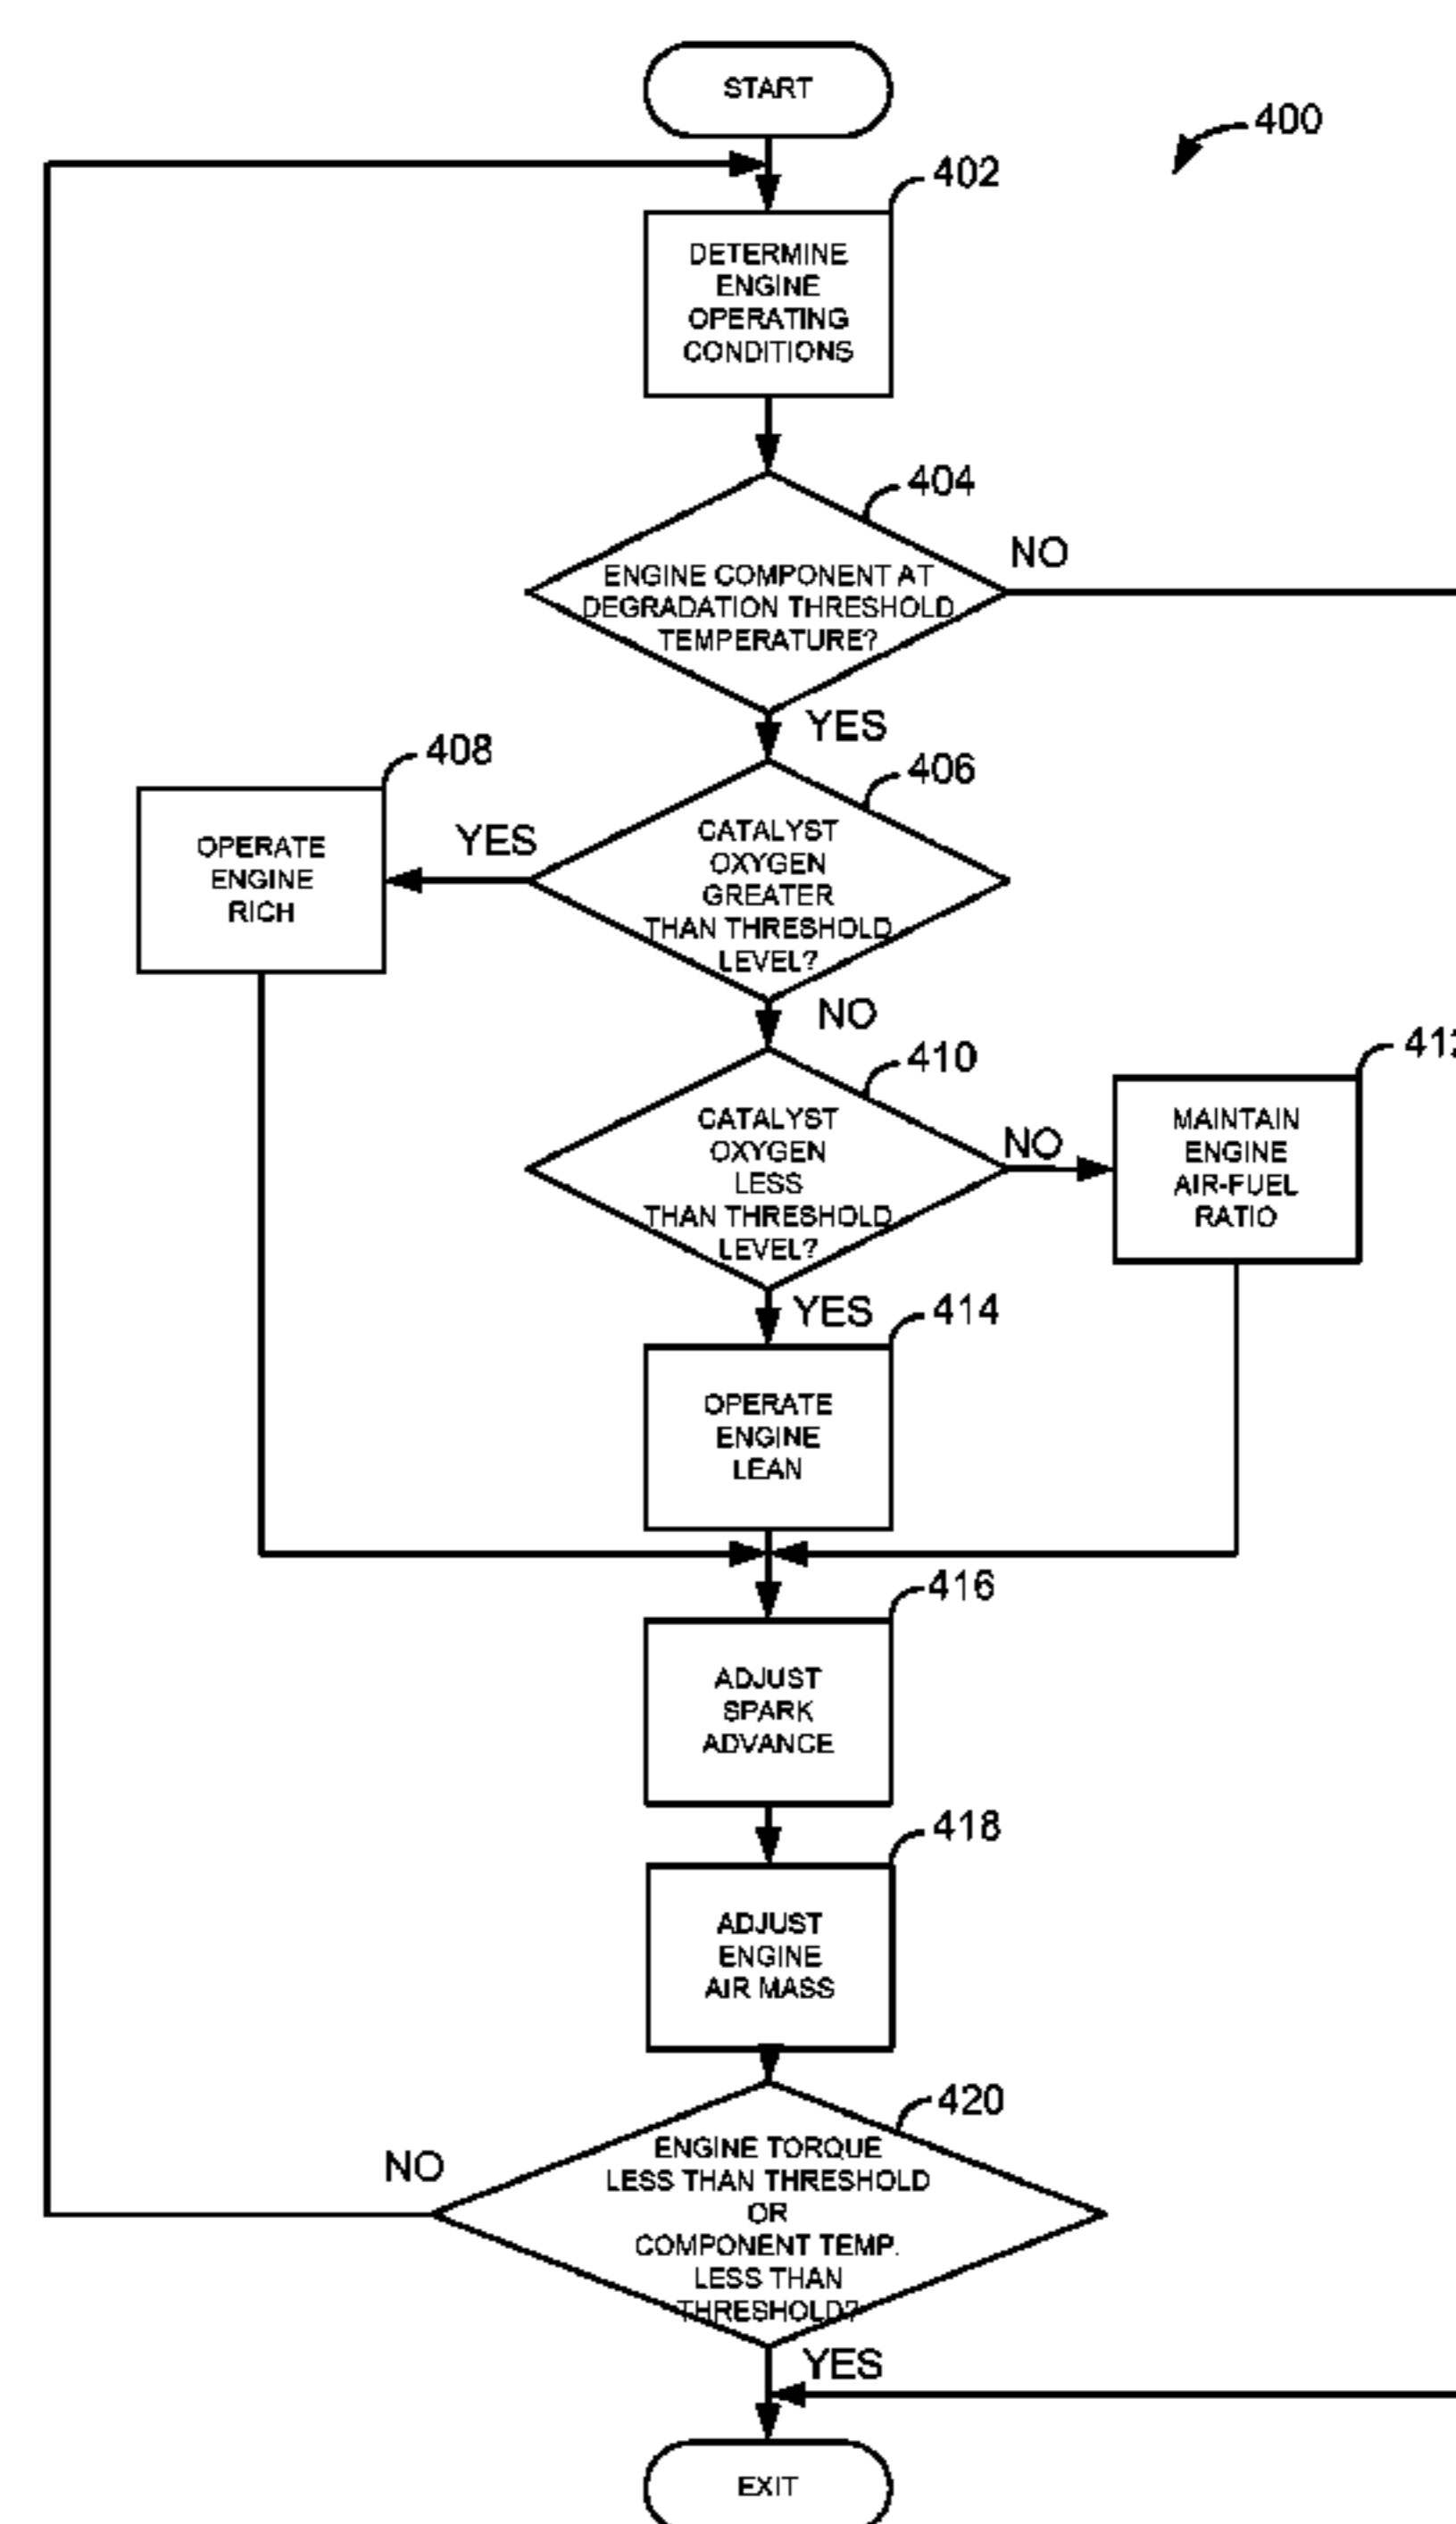 START
400
402
DETERMINE
ENGINE
OPERATING
CONDITIONS
404
NO
ENGINE COMPONENT AT
DEGRADATION THRESHOLD
TEMPERATURE?
YES
408
406
OPERATE
ENGINE
RICH
YES
CATALYST
OXYGEN
GREATER
THAN THRESHOLD
LEVEL?
NO
410
CATALYST
OXYGEN
LESS
THAN THRESHOLD
LEVEL?
NO
MAINTAIN
ENGINE
AIR-FUEL
RATIO
YES
414
OPERATE
ENGINE
LEAN
416
ADJUST
SPARK
ADVANCE
418
ADJUST
ENGINE
AIR MASS
420
NO
ENGINE TORQUE
LESS THAN THRESHOLD
OR
COMPONENT TEMP.
LESS THAN
THRESHOLD?
YES
EXIT